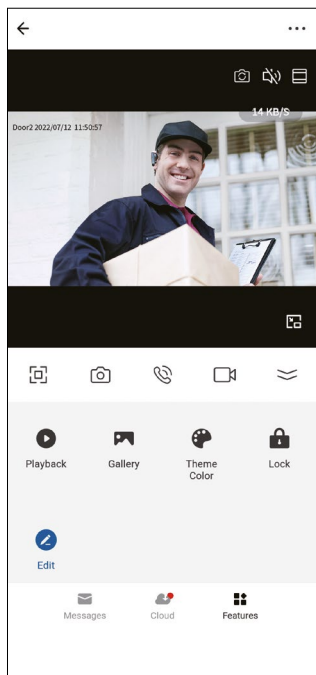 14 KB/S
Door2 2022/07/12 11:50:57
Playback
Gallery
Theme
Color
Lock
Edit
Messages
Cloud
Features